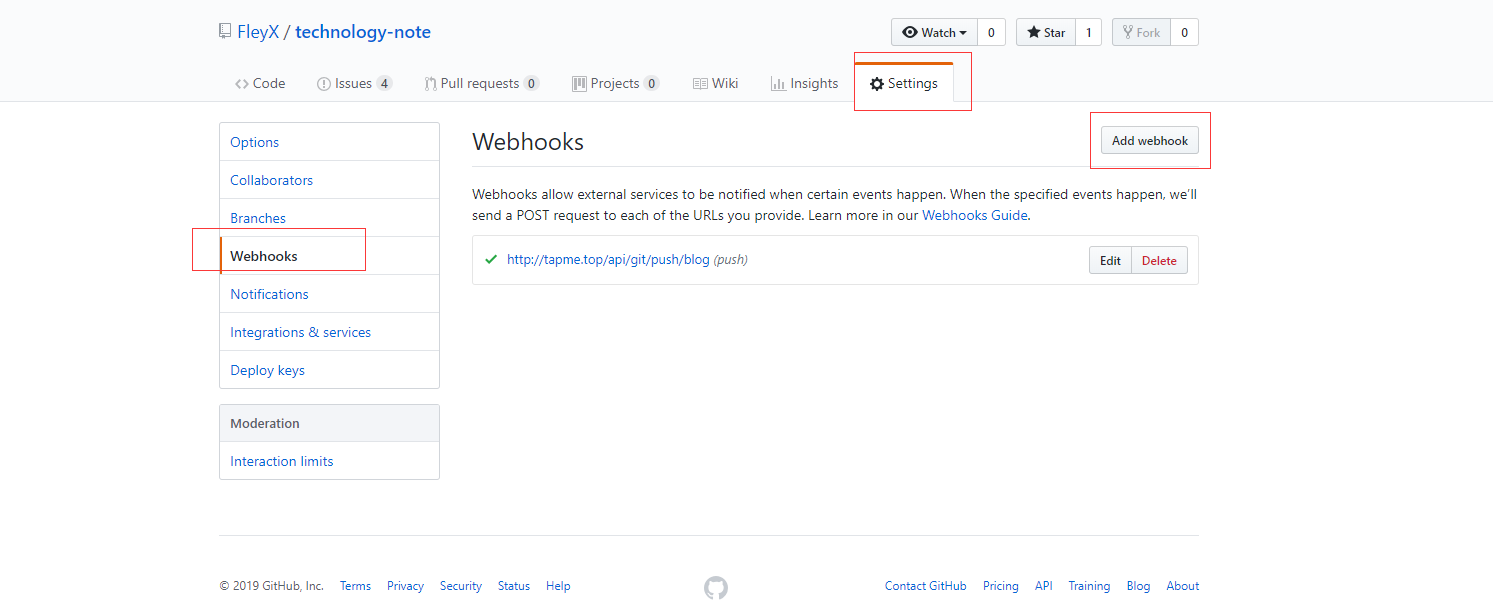 FleyX / technology-note
Watch 0 Star 1 Fork 0
Code Issues 4 Pull requests 0 Projects 0 Wiki Insights Settings
Options
Collaborators
Branches
Webhooks
Notifications
Integrations & services
Deploy keys
Moderation
Interaction limits
Webhooks
Add webhook
Webhooks allow external services to be notified when certain events happen. When the specified events happen, we'll
send a POST request to each of the URLs you provide. Learn more in our Webhooks Guide.
http://tapme.top/api/git/push/blog (push)
Edit Delete
© 2019 GitHub, Inc. Terms Privacy Security Status Help
Contact GitHub Pricing API Training Blog About